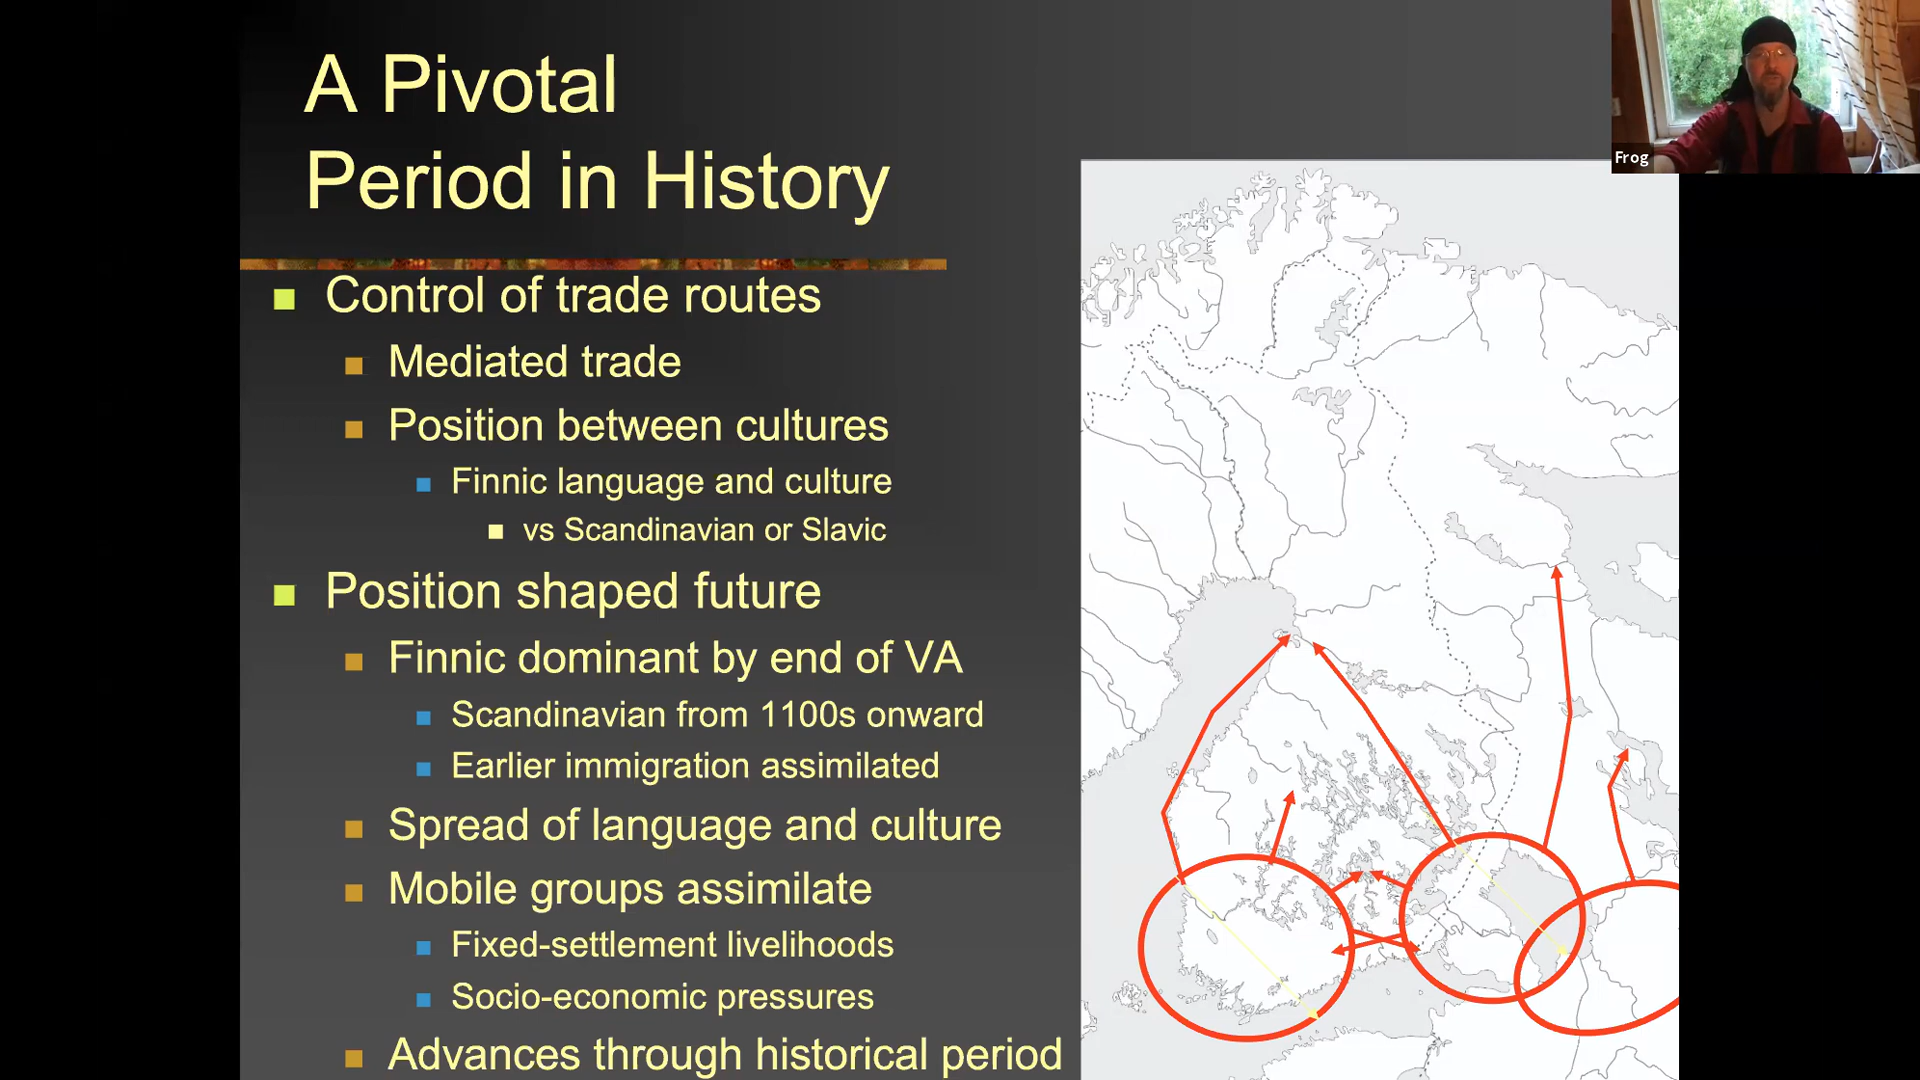 A Pivotal
Period in History
Control of trade routes
Mediated trade
Position between cultures
Finnic language and culture
vs Scandinavian or Slavic
Position shaped future
Finnic dominant by end of VA
Scandinavian from 1100s onward
Earlier immigration assimilated
Spread of language and culture
Mobile groups assimilate
Fixed-settlement livelihoods
Socio-economic pressures
Advances through historical period
Frog